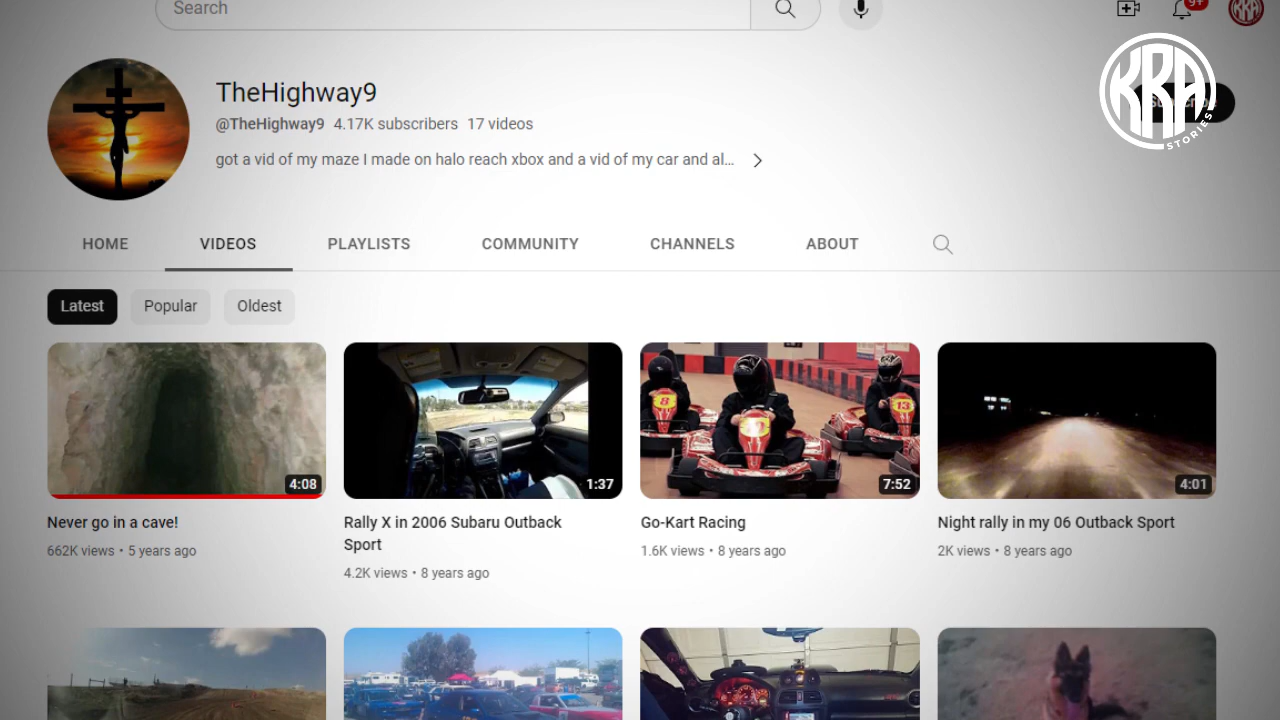 Search
9+
KRA
STORIES
TheHighway9
@TheHighway9 4.17K subscribers 17 videos
got a vid of my maze I made on halo reach xbox and a vid of my car and al...
HOME VIDEOS PLAYLISTS COMMUNITY CHANNELS ABOUT
Latest Popular Oldest
8
13
4:08 1:37 7:52 4:01
Never go in a cave! Rally X in 2006 Subaru Outback Sport Go-Kart Racing Night rally in my 06 Outback Sport
662K views • 5 years ago 4.2K views • 8 years ago 1.6K views • 8 years ago 2K views • 8 years ago